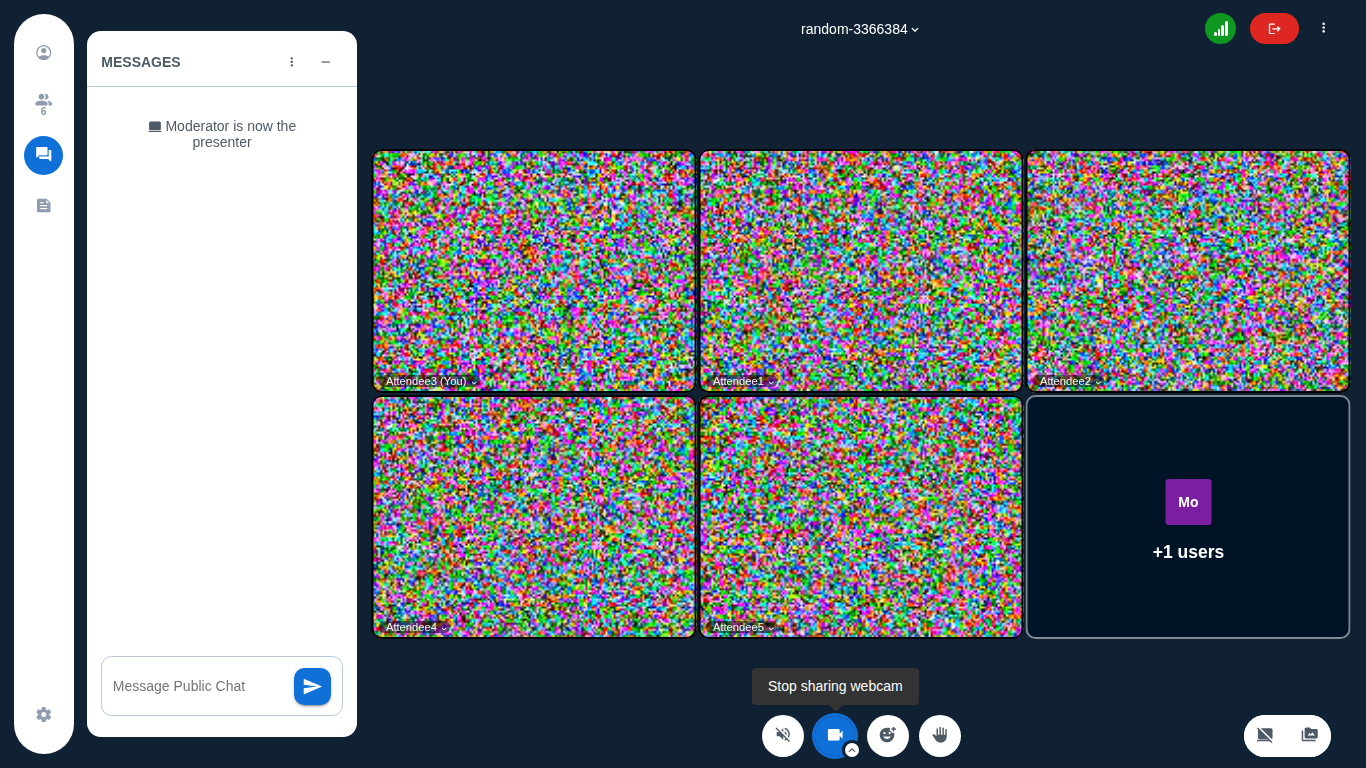 random-3366384
6
MESSAGES
Moderator is now the
presenter
Attendee3 (You)
Attendee1
Attendee2
Attendee4
Attendee5
Mo
+1 users
Message Public Chat
Stop sharing webcam